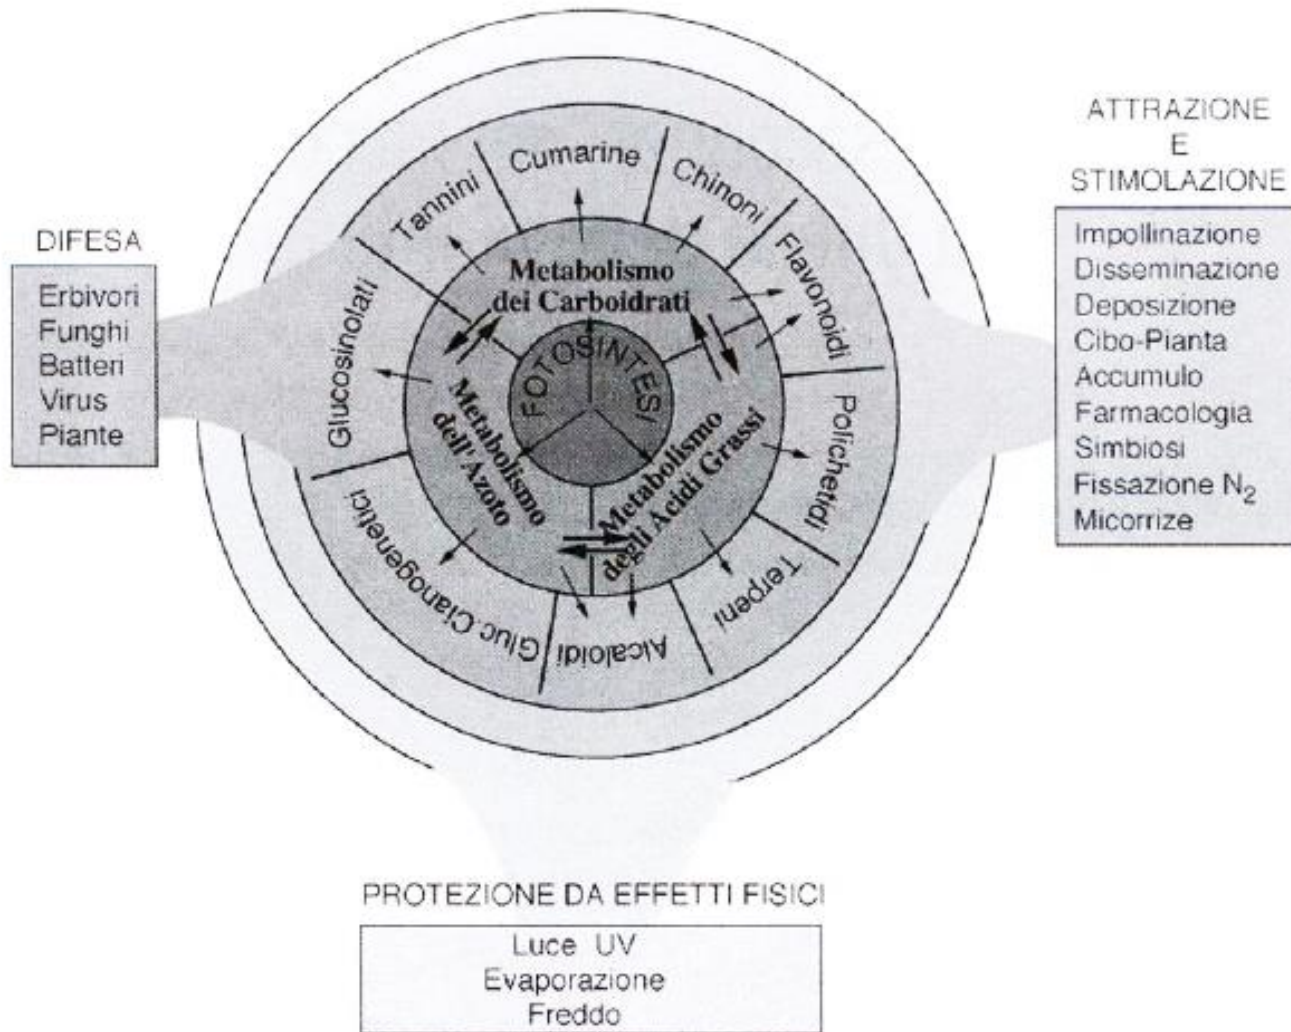 ATTRAZIONE
E
STIMOLAZIONE
Impollinazione
Disseminazione
Deposizione
Cibo-Pianta
Accumulo
Farmacologia
Simbiosi
Fissazione N₂
Micorrize
DIFESA
Erbivori
Funghi
Batteri
Virus
Piante
Tannini
Cumarine
Chinoni
Flavonoidi
Polichetidi
Terpeni
Alcaloidi
Gluc. Cianogenetici
Glucosinolati
Metabolismo
dei Carboidrati
FOTOSINTESI
Metabolismo
dell'Azoto
Metabolismo
degli Acidi Grassi
PROTEZIONE DA EFFETTI FISICI
Luce UV
Evaporazione
Freddo